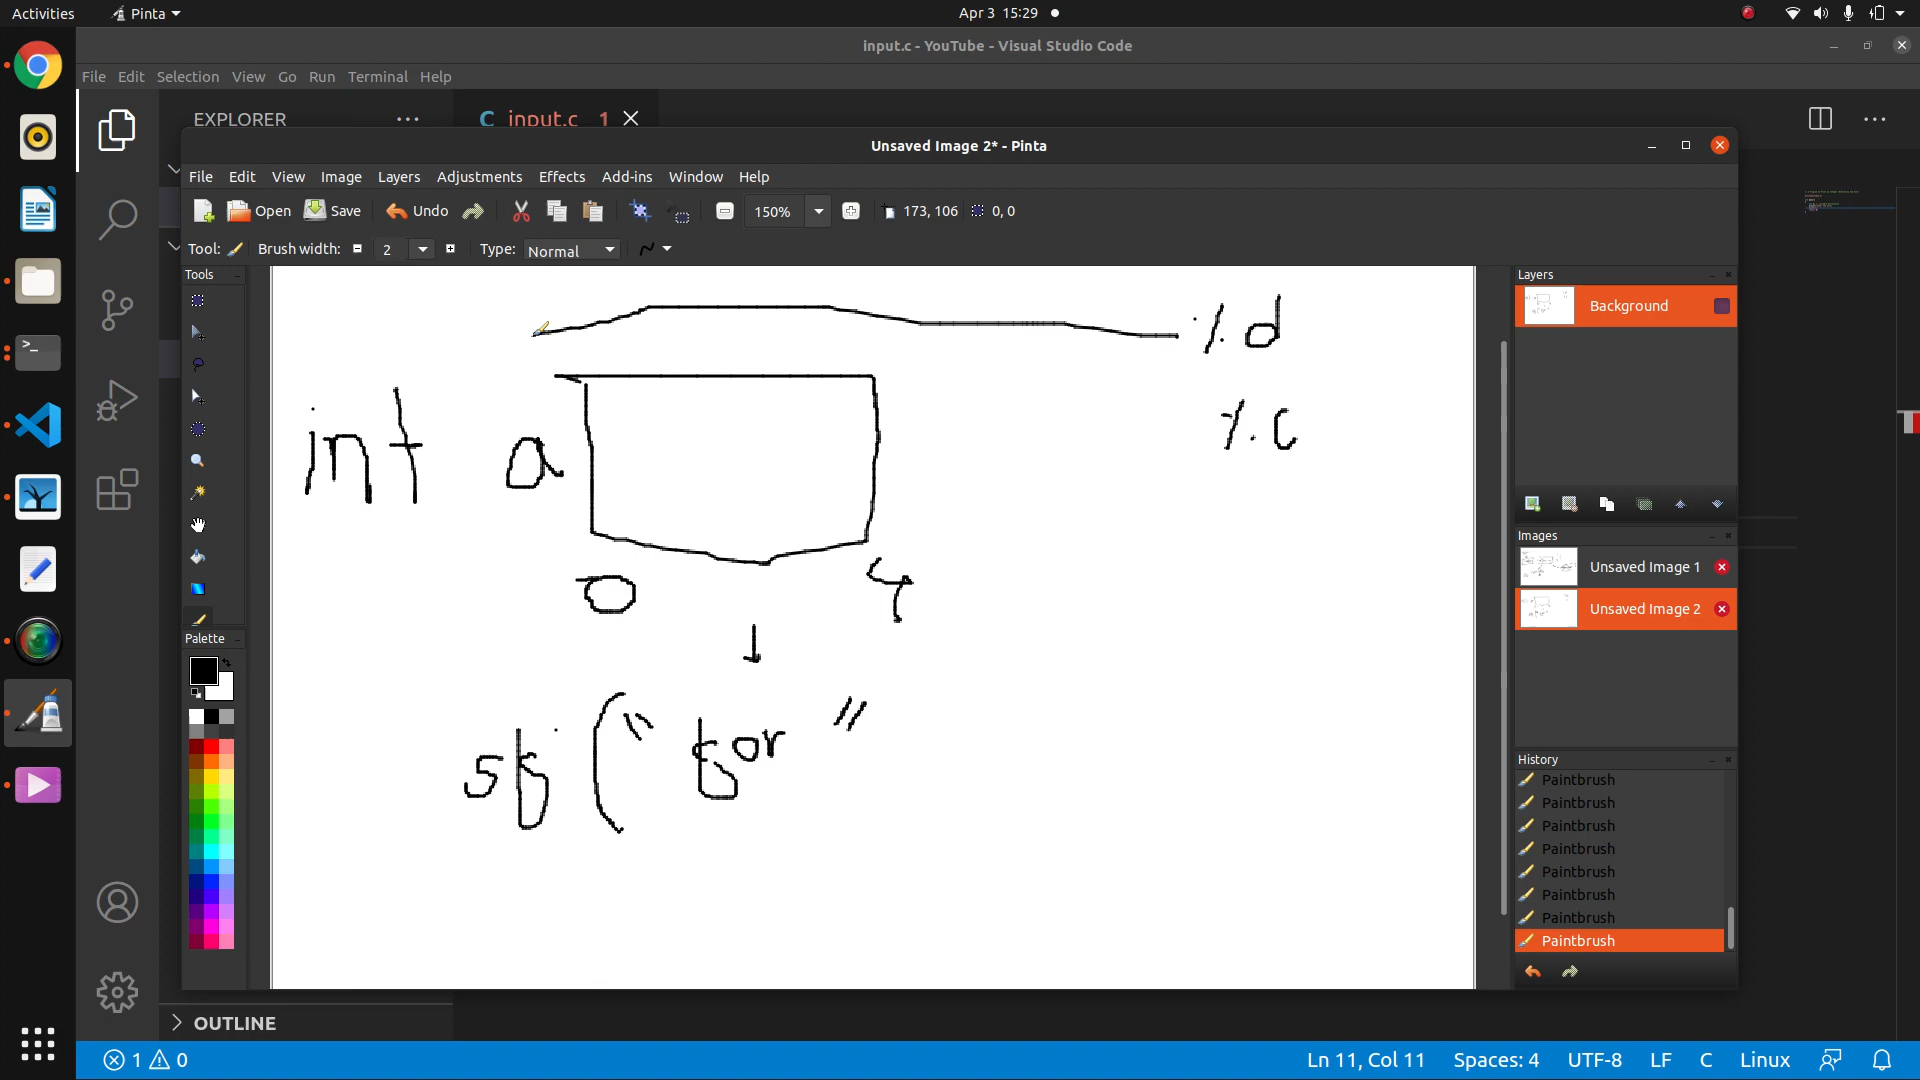 Activities Pinta Apr 3 15:29
input.c - YouTube - Visual Studio Code
File Edit Selection View Go Run Terminal Help
EXPLORER ··· C input.c 1
Unsaved Image 2* - Pinta
File Edit View Image Layers Adjustments Effects Add-ins Window Help
Open Save Undo 150% 173, 106 0, 0
Tool: Brush width: 2 Type: Normal
Tools
Layers
Background
%d
%c
int a
0 4
sf ( " for "
Images
Unsaved Image 1
Unsaved Image 2
Palette
History
Paintbrush
Paintbrush
Paintbrush
Paintbrush
Paintbrush
Paintbrush
Paintbrush
Paintbrush
OUTLINE
1 0 Ln 11, Col 11 Spaces: 4 UTF-8 LF C Linux